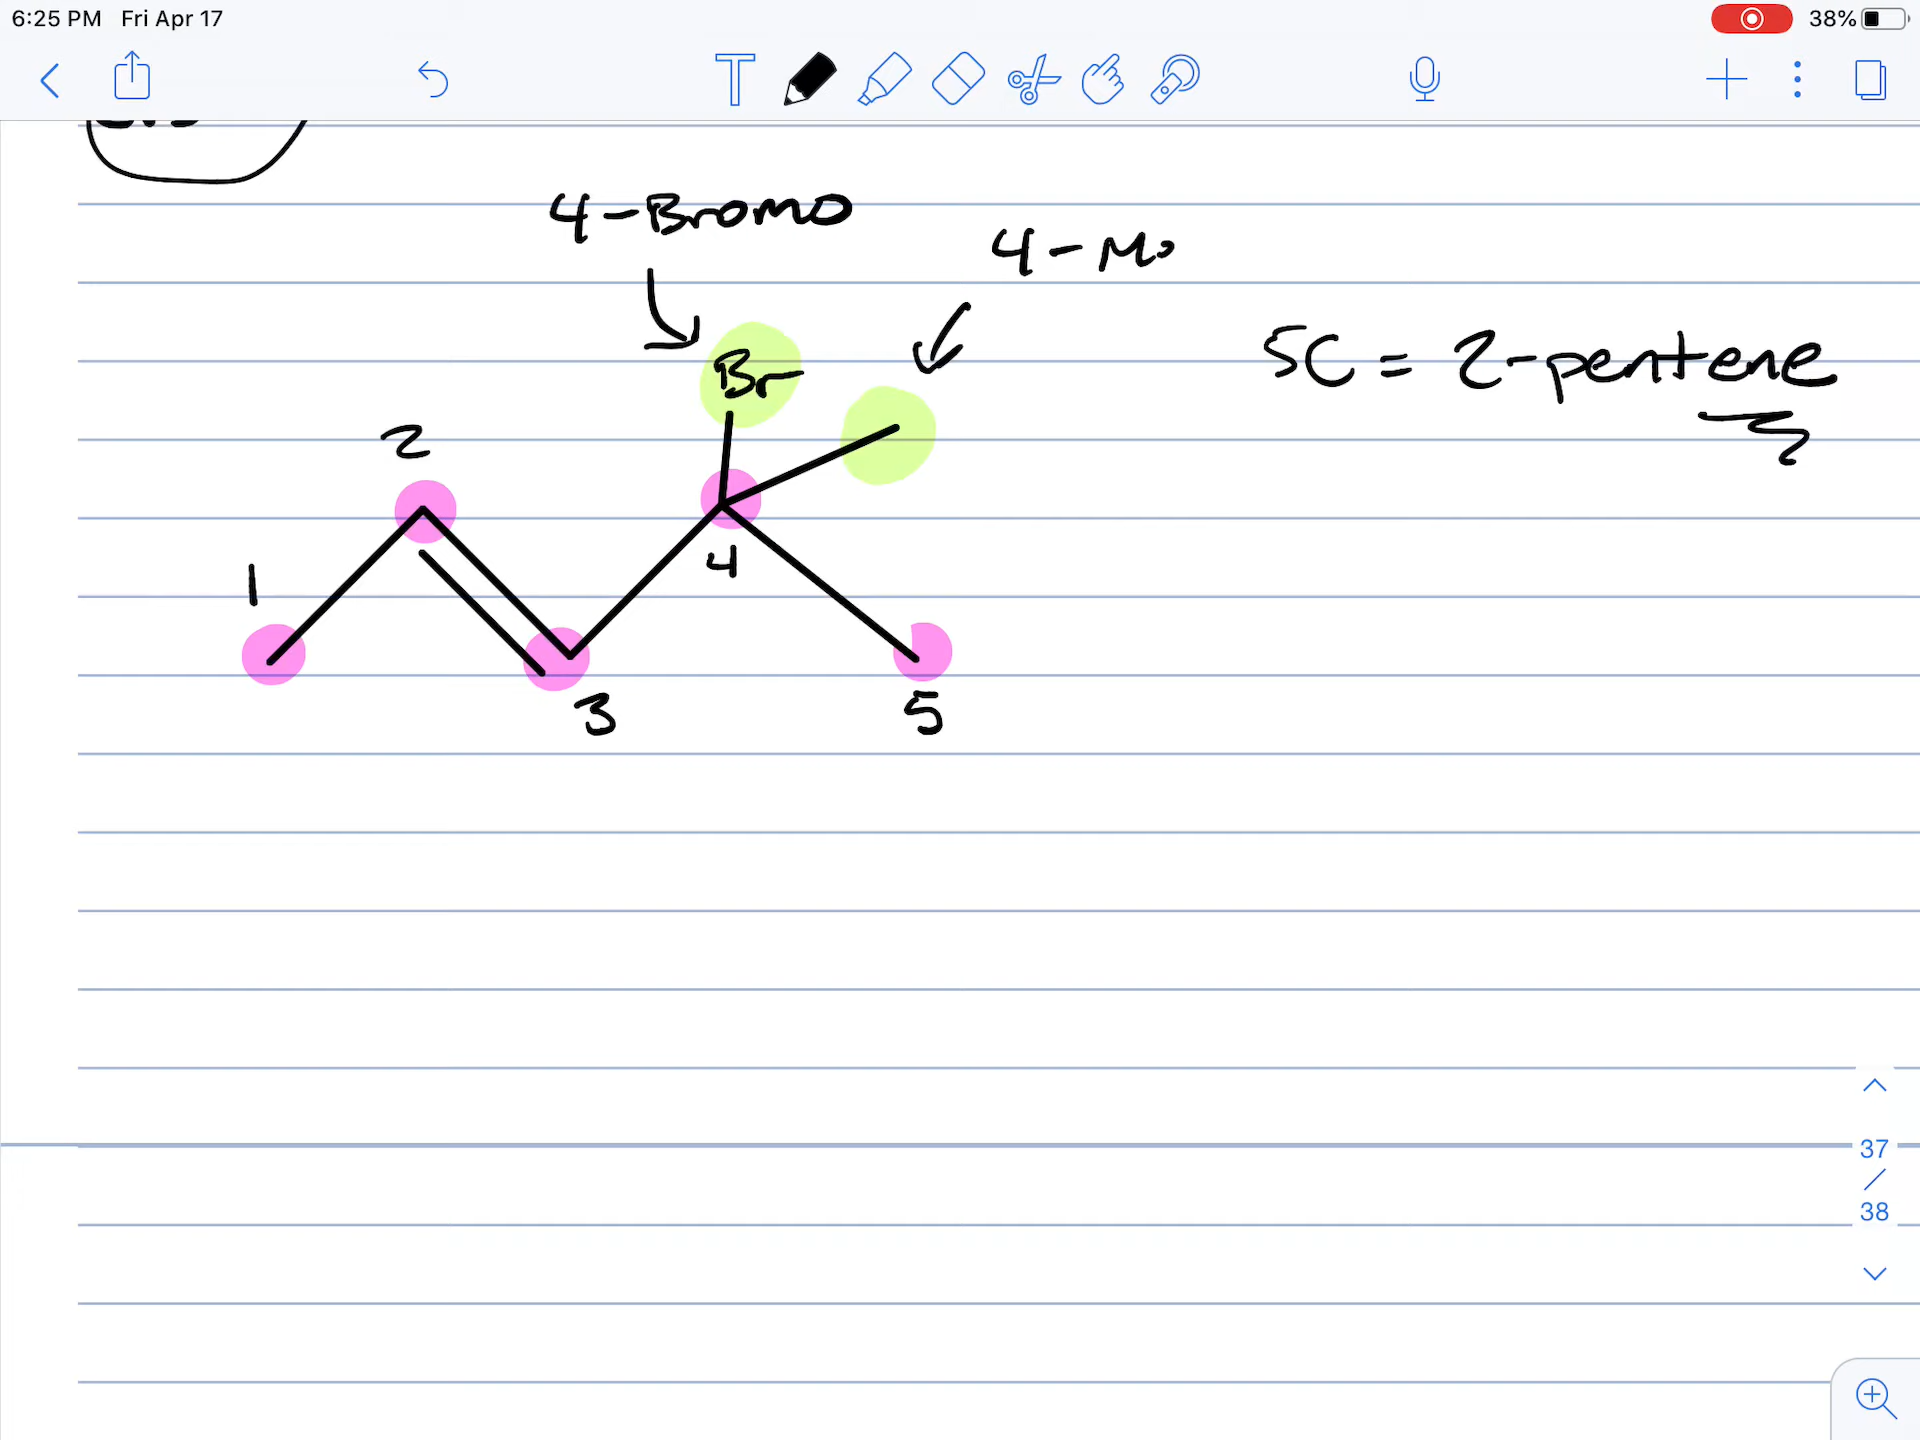 6:25 PM Fri Apr 17
38%
T
4-Bromo
4-M
Br
5C = 2-pentene
2
1
4
3
5
37
38